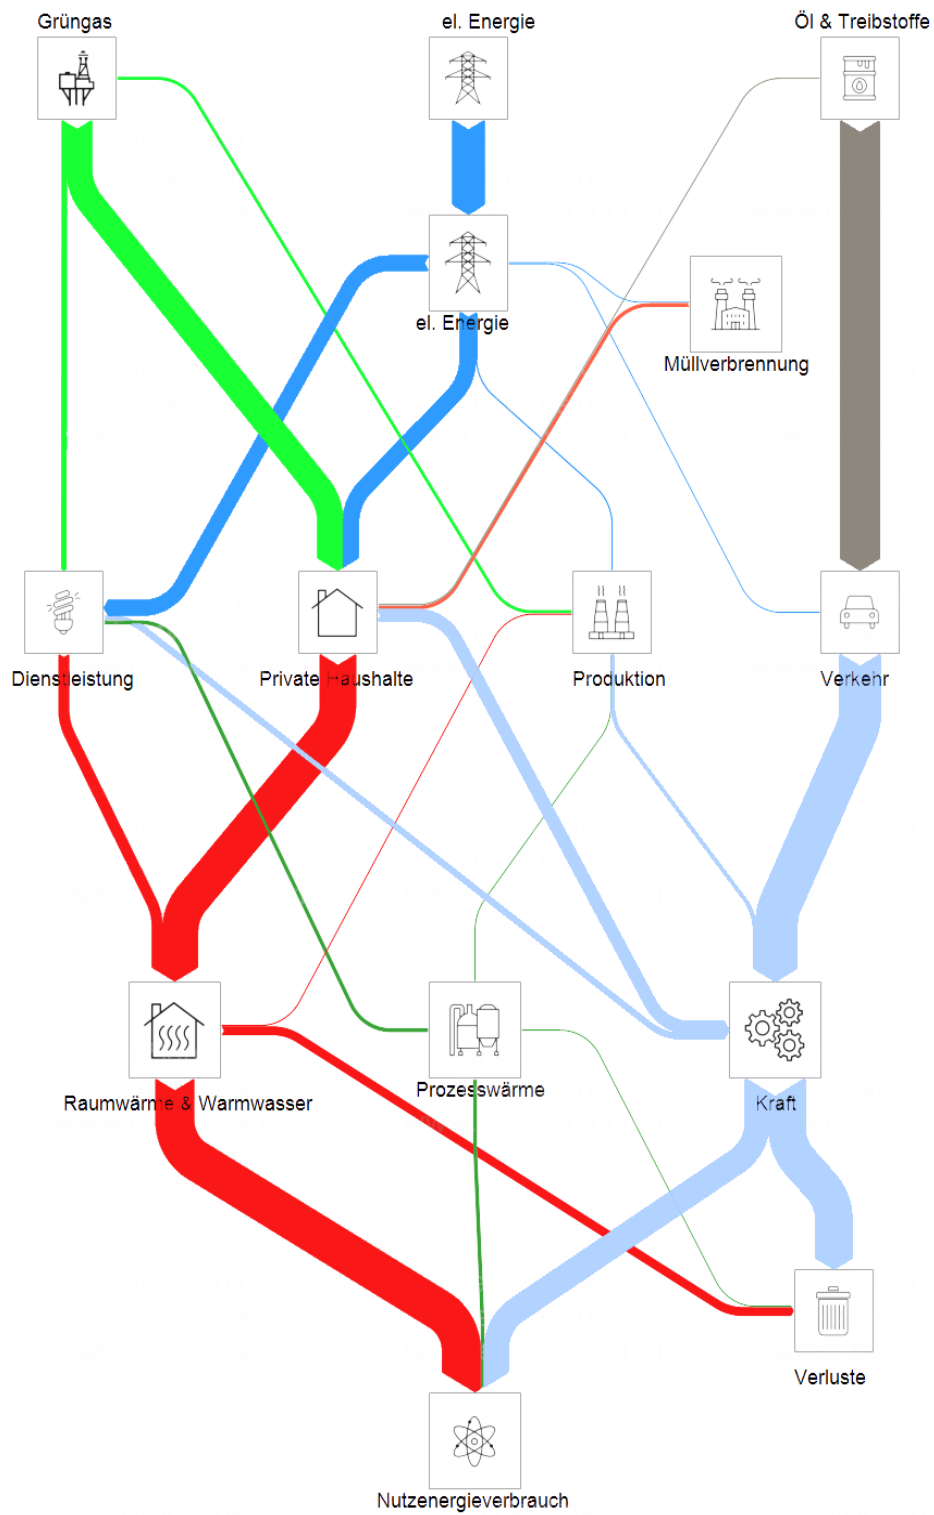 Grüngas
el. Energie
Öl & Treibstoffe
el. Energie
Müllverbrennung
Dienstleistung
Private Haushalte
Produktion
Verkehr
Raumwärme & Warmwasser
Prozesswärme
Kraft
Verluste
Nutzenergieverbrauch